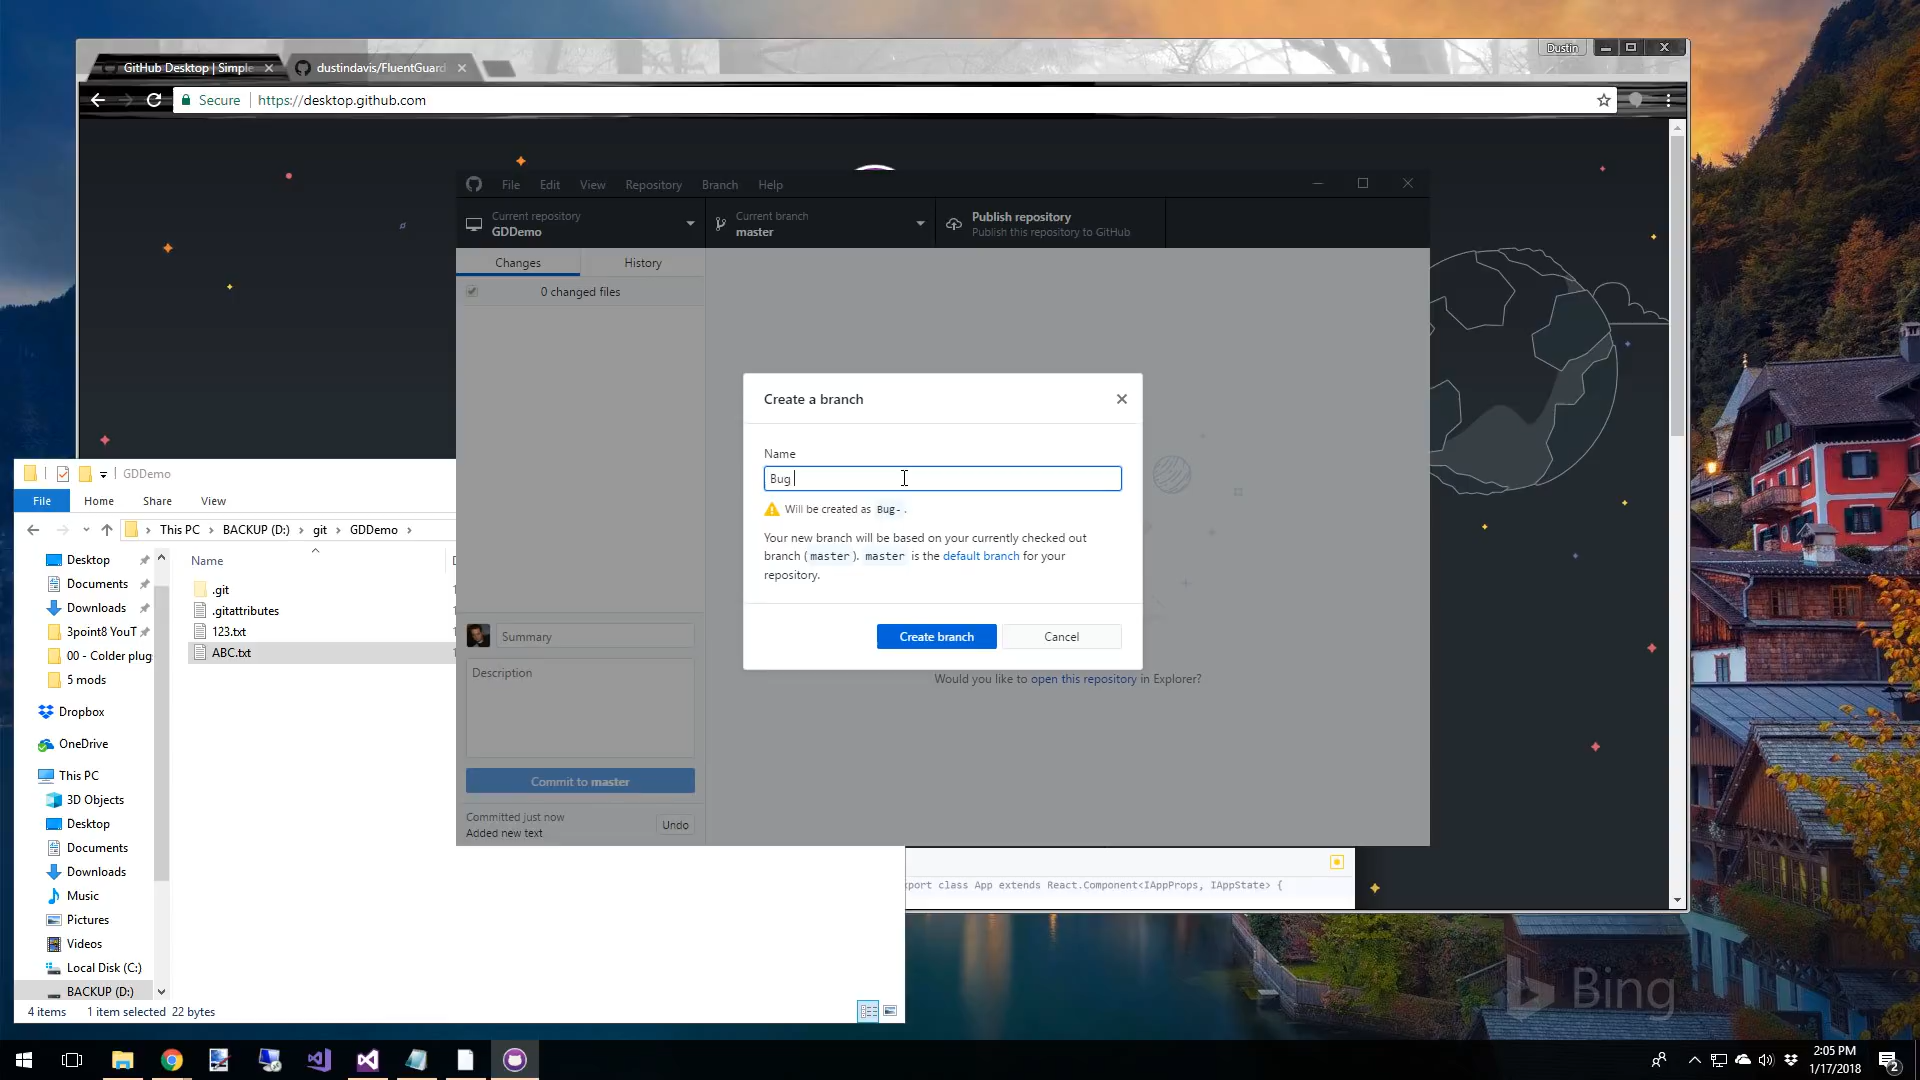 Dustin
GitHub Desktop | Simple
dustindavis/FluentGuard
Secure
https://desktop.github.com
File
Edit
View
Repository
Branch
Help
Current repository
GDDemo
Current branch
master
Publish repository
Publish this repository to GitHub
Changes
History
0 changed files
Create a branch
Name
Bug
Will be created as Bug-.
Your new branch will be based on your currently checked out
branch (master). master is the default branch for your
repository.
Create branch
Cancel
Would you like to open this repository in Explorer?
Summary
Description
Commit to master
Committed just now
Added new text
Undo
GDDemo
File
Home
Share
View
This PC
BACKUP (D:)
git
GDDemo
Desktop
Documents
Downloads
3point8 YouT
00 - Colder plug
5 mods
Dropbox
OneDrive
This PC
3D Objects
Desktop
Documents
Downloads
Music
Pictures
Videos
Local Disk (C:)
BACKUP (D:)
Name
.git
.gitattributes
123.txt
ABC.txt
4 items
1 item selected 22 bytes
port class App extends React.Component<IAppProps, IAppState> {
Bing
2:05 PM
1/17/2018
2